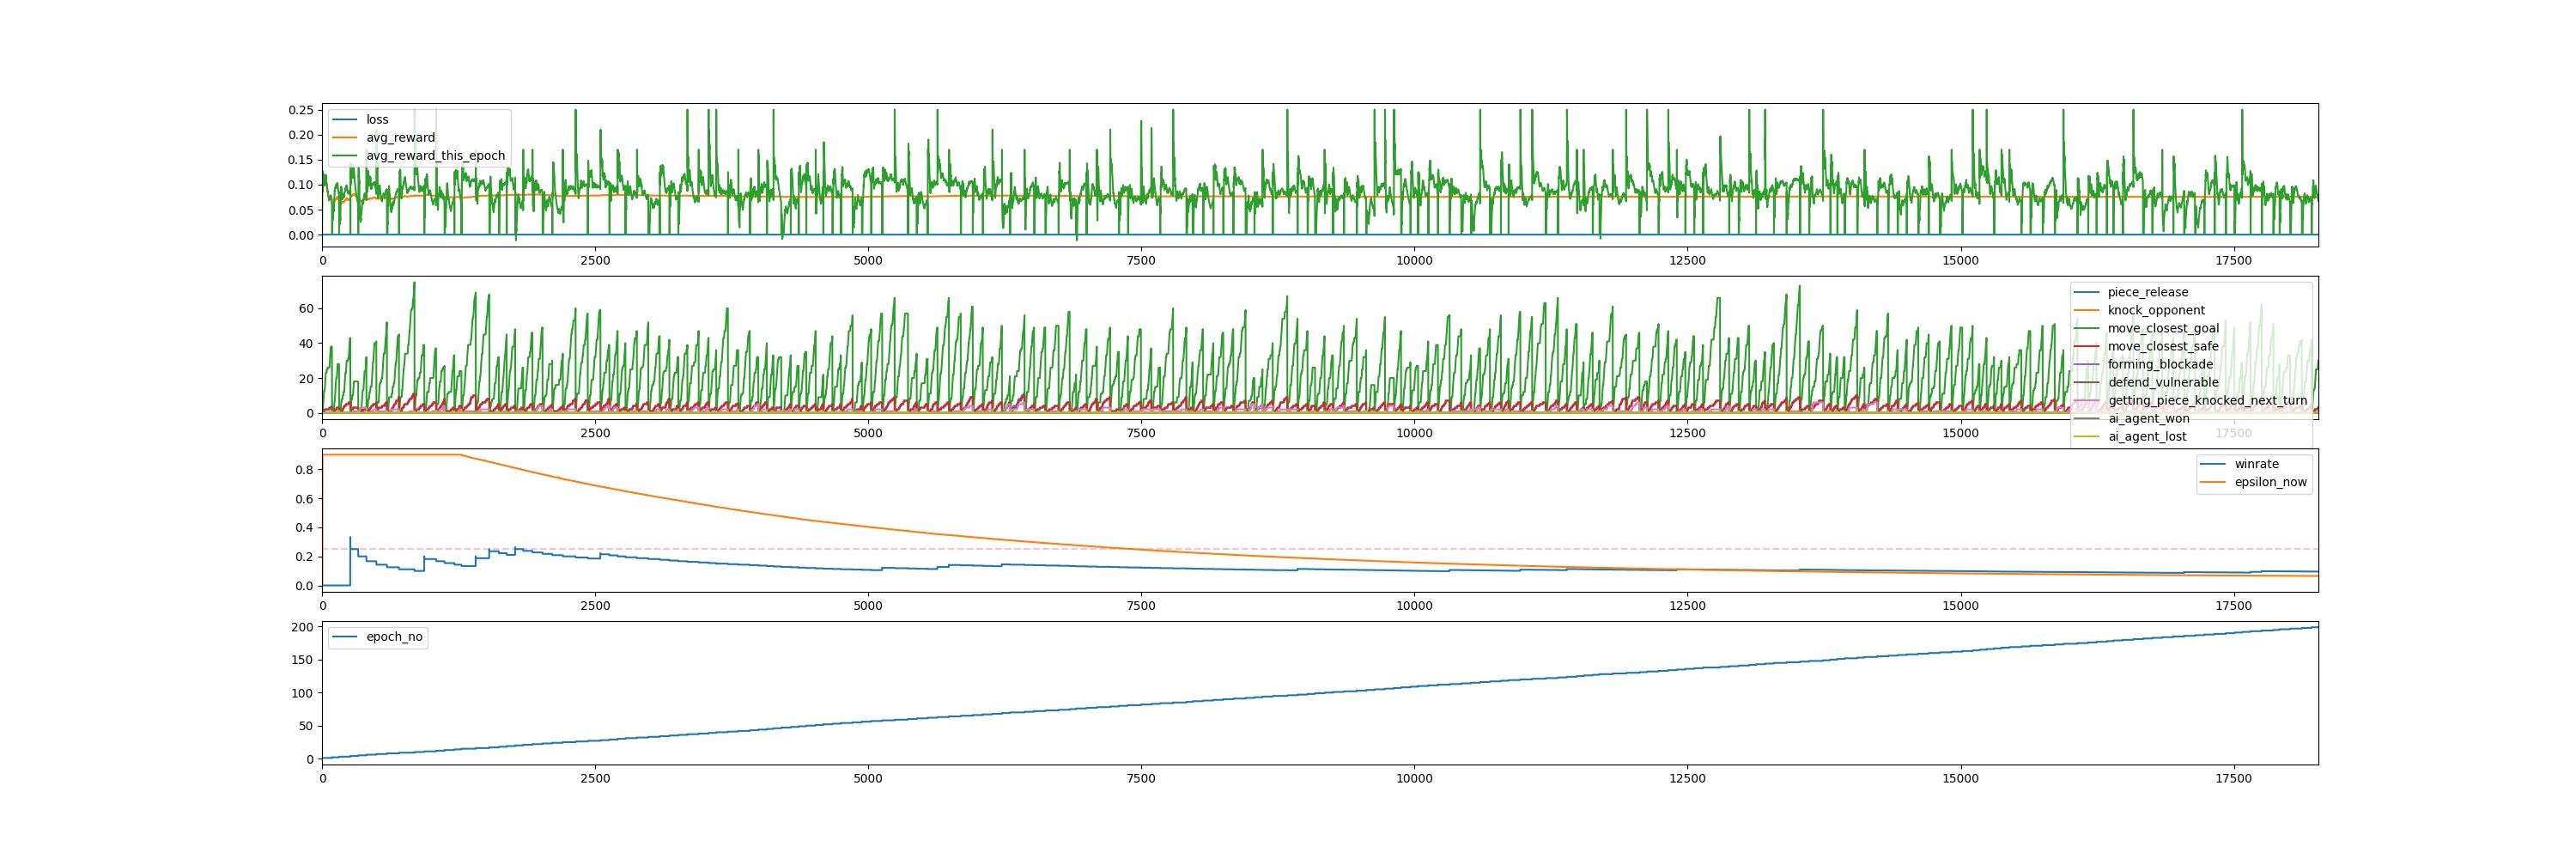 0.25
0.20
0.15
0.10
0.05
0.00
loss
avg_reward
avg_reward_this_epoch
0 2500 5000 7500 10000 12500 15000 17500
60
40
20
0
piece_release
knock_opponent
move_closest_goal
move_closest_safe
forming_blockade
defend_vulnerable
getting_piece_knocked_next_turn
ai_agent_won
ai_agent_lost
0 2500 5000 7500 10000 12500 15000 17500
0.8
0.6
0.4
0.2
0.0
winrate
epsilon_now
0 2500 5000 7500 10000 12500 15000 17500
200
150
100
50
0
epoch_no
0 2500 5000 7500 10000 12500 15000 17500